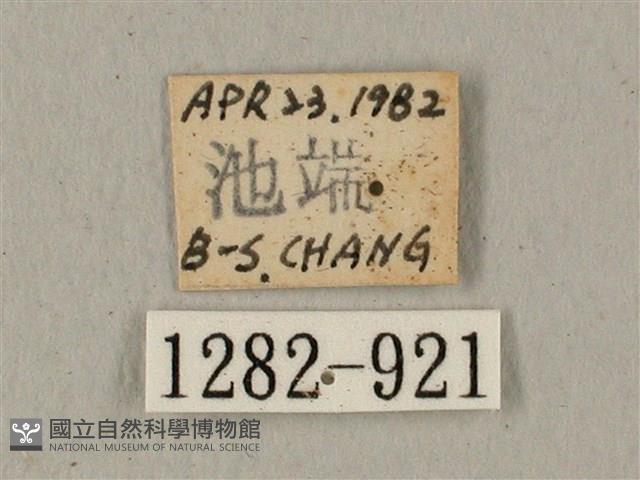 APR 23.1982
池端
B-S.CHANG
1282-921
國立自然科學博物館
NATIONAL MUSEUM OF NATURAL SCIENCE